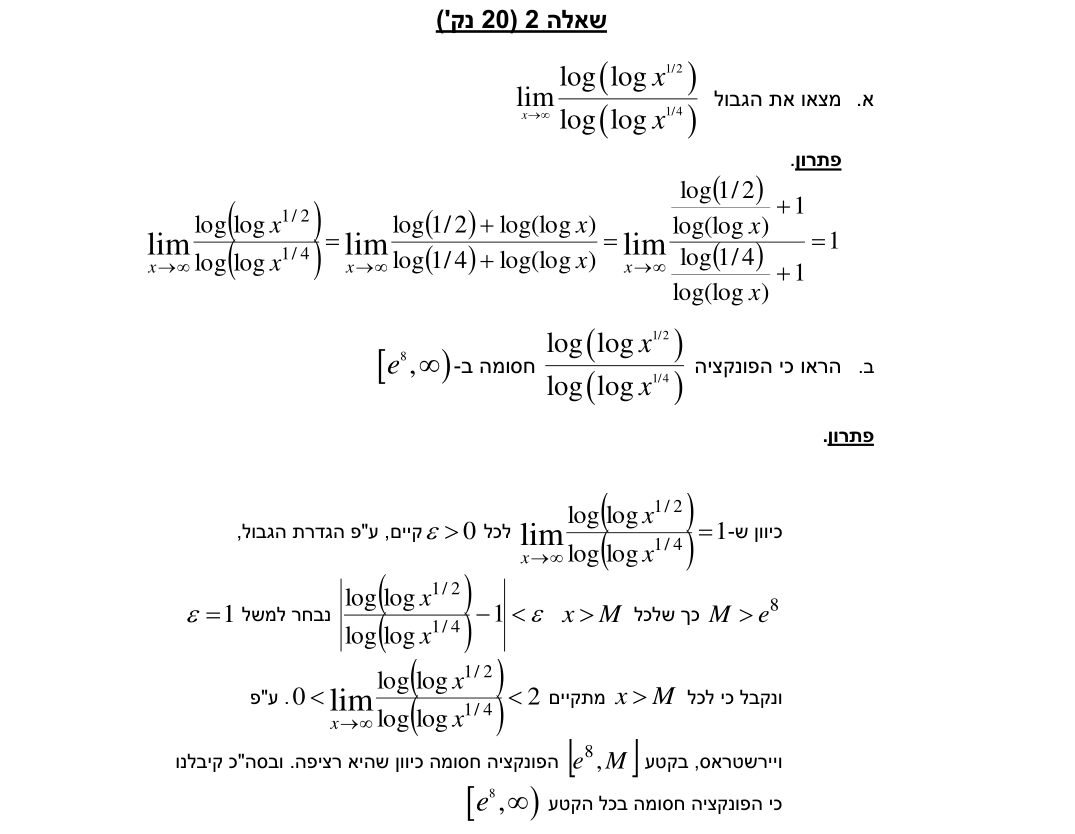 שאלה 2 (20 נק')
א. מצאו את הגבול lim x→∞ log(log x^{1/2}) / log(log x^{1/4})
פתרון.
lim x→∞ log(log x^{1/2}) / log(log x^{1/4}) = lim x→∞ (log(1/2) + log(log x)) / (log(1/4) + log(log x)) = lim x→∞ (log(1/2) / log(log x) + 1) / (log(1/4) / log(log x) + 1) = 1
ב. הראו כי הפונקציה log(log x^{1/2}) / log(log x^{1/4}) חסומה ב-[e^8, ∞)
פתרון.
כיוון ש-lim x→∞ log(log x^{1/2}) / log(log x^{1/4}) = 1 לכל ε > 0 קיים, ע"פ הגדרת הגבול,
M > e^8 כך שלכל x > M |log(log x^{1/2}) / log(log x^{1/4}) − 1| < ε נבחר למשל ε = 1
ונקבל כי לכל x > M מתקיים 0 < lim x→∞ log(log x^{1/2}) / log(log x^{1/4}) < 2. ע"פ
ויירשטראס, בקטע [e^8, M] הפונקציה חסומה כיוון שהיא רציפה. ובסה"כ קיבלנו
כי הפונקציה חסומה בכל הקטע [e^8, ∞)